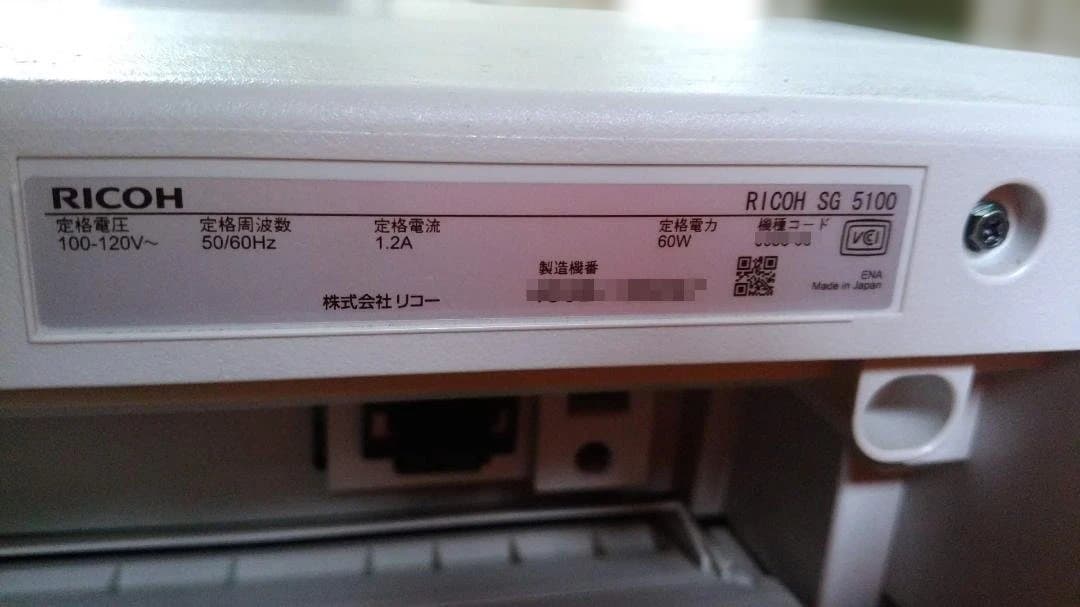 RICOH
RICOH SG 5100
定格電圧 定格周波数 定格電流 定格電力 機種コード
100-120V～ 50/60Hz 1.2A 60W
VCI
製造機番
ENA
株式会社リコー
Made in Japan